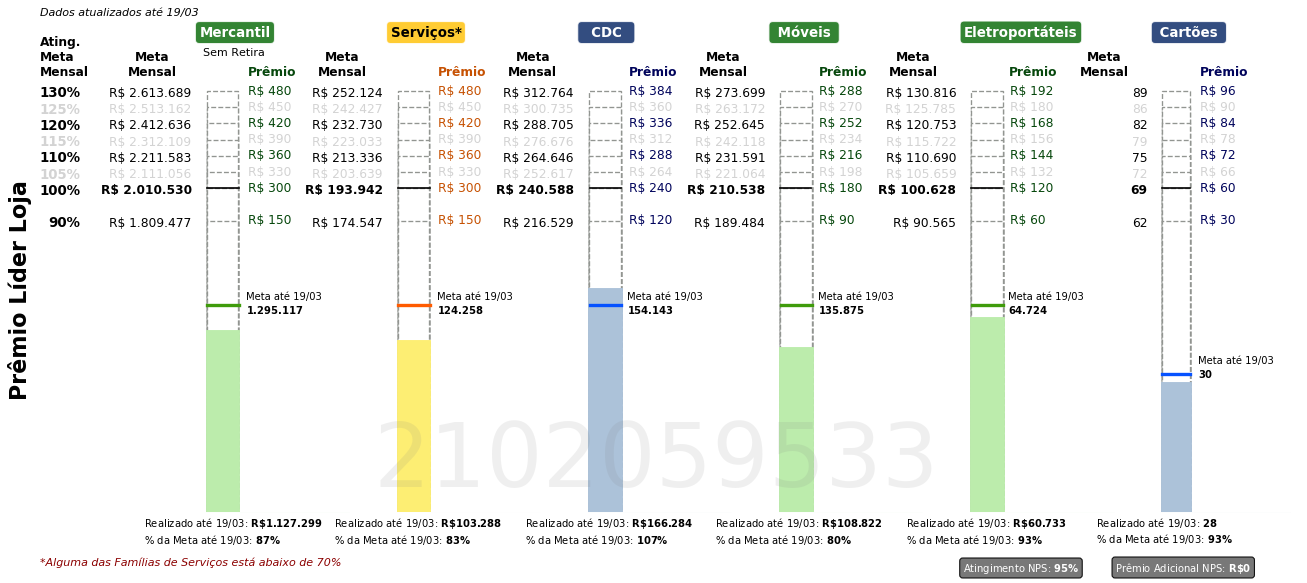 Dados atualizados até 19/03
Mercantil Serviços* CDC Móveis Eletroportáteis Cartões
Sem Retira
Ating. Meta Mensal Meta Mensal Prêmio Meta Mensal Prêmio Meta Mensal Prêmio Meta Mensal Prêmio Meta Mensal Prêmio Meta Mensal Prêmio
130% R$ 2.613.689 R$ 480 R$ 252.124 R$ 480 R$ 312.764 R$ 384 R$ 273.699 R$ 288 R$ 130.816 R$ 192 89 R$ 96
125% R$ 2.513.162 R$ 450 R$ 242.427 R$ 450 R$ 300.735 R$ 360 R$ 263.172 R$ 270 R$ 125.785 R$ 180 86 R$ 90
120% R$ 2.412.636 R$ 420 R$ 232.730 R$ 420 R$ 288.705 R$ 336 R$ 252.645 R$ 252 R$ 120.753 R$ 168 82 R$ 84
115% R$ 2.312.109 R$ 390 R$ 223.033 R$ 390 R$ 276.676 R$ 312 R$ 242.118 R$ 234 R$ 115.722 R$ 156 79 R$ 78
110% R$ 2.211.583 R$ 360 R$ 213.336 R$ 360 R$ 264.646 R$ 288 R$ 231.591 R$ 216 R$ 110.690 R$ 144 75 R$ 72
105% R$ 2.111.056 R$ 330 R$ 203.639 R$ 330 R$ 252.617 R$ 264 R$ 221.064 R$ 198 R$ 105.659 R$ 132 72 R$ 66
100% R$ 2.010.530 R$ 300 R$ 193.942 R$ 300 R$ 240.588 R$ 240 R$ 210.538 R$ 180 R$ 100.628 R$ 120 69 R$ 60
90% R$ 1.809.477 R$ 150 R$ 174.547 R$ 150 R$ 216.529 R$ 120 R$ 189.484 R$ 90 R$ 90.565 R$ 60 62 R$ 30
Prêmio Líder Loja
Meta até 19/03 Meta até 19/03 Meta até 19/03 Meta até 19/03 Meta até 19/03
1.295.117 124.258 154.143 135.875 64.724
Meta até 19/03
30
2102059533
Realizado até 19/03: R$1.127.299 Realizado até 19/03: R$103.288 Realizado até 19/03: R$166.284 Realizado até 19/03: R$108.822 Realizado até 19/03: R$60.733 Realizado até 19/03: 28
% da Meta até 19/03: 87% % da Meta até 19/03: 83% % da Meta até 19/03: 107% % da Meta até 19/03: 80% % da Meta até 19/03: 93% % da Meta até 19/03: 93%
*Alguma das Famílias de Serviços está abaixo de 70%
Atingimento NPS: 95% Prêmio Adicional NPS: R$0